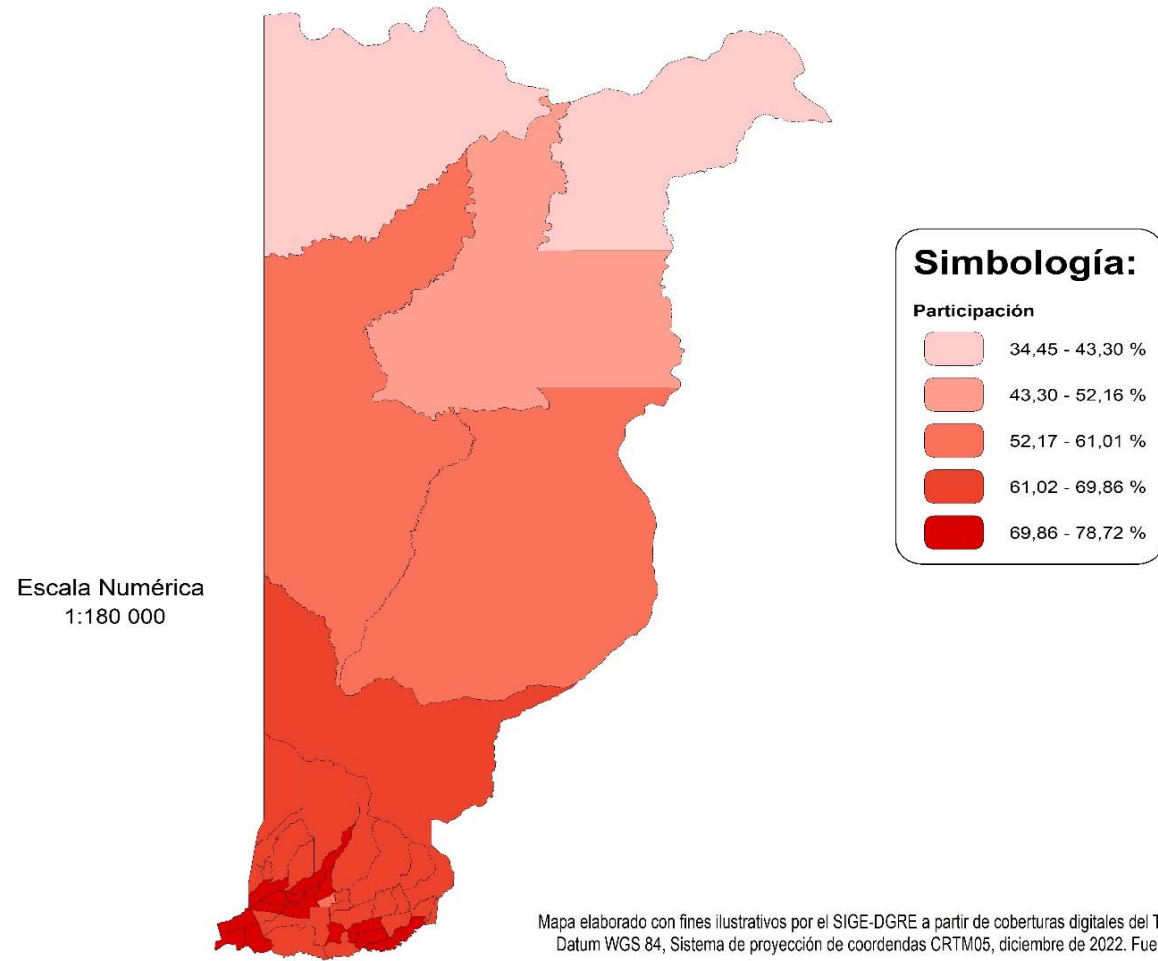 Simbología:
Participación
34,45 - 43,30 %
43,30 - 52,16 %
52,17 - 61,01 %
61,02 - 69,86 %
69,86 - 78,72 %
Escala Numérica
1:180 000
Mapa elaborado con fines ilustrativos por el SIGE-DGRE a partir de coberturas digitales del T
Datum WGS 84, Sistema de proyección de coordendas CRTM05, diciembre de 2022. Fue